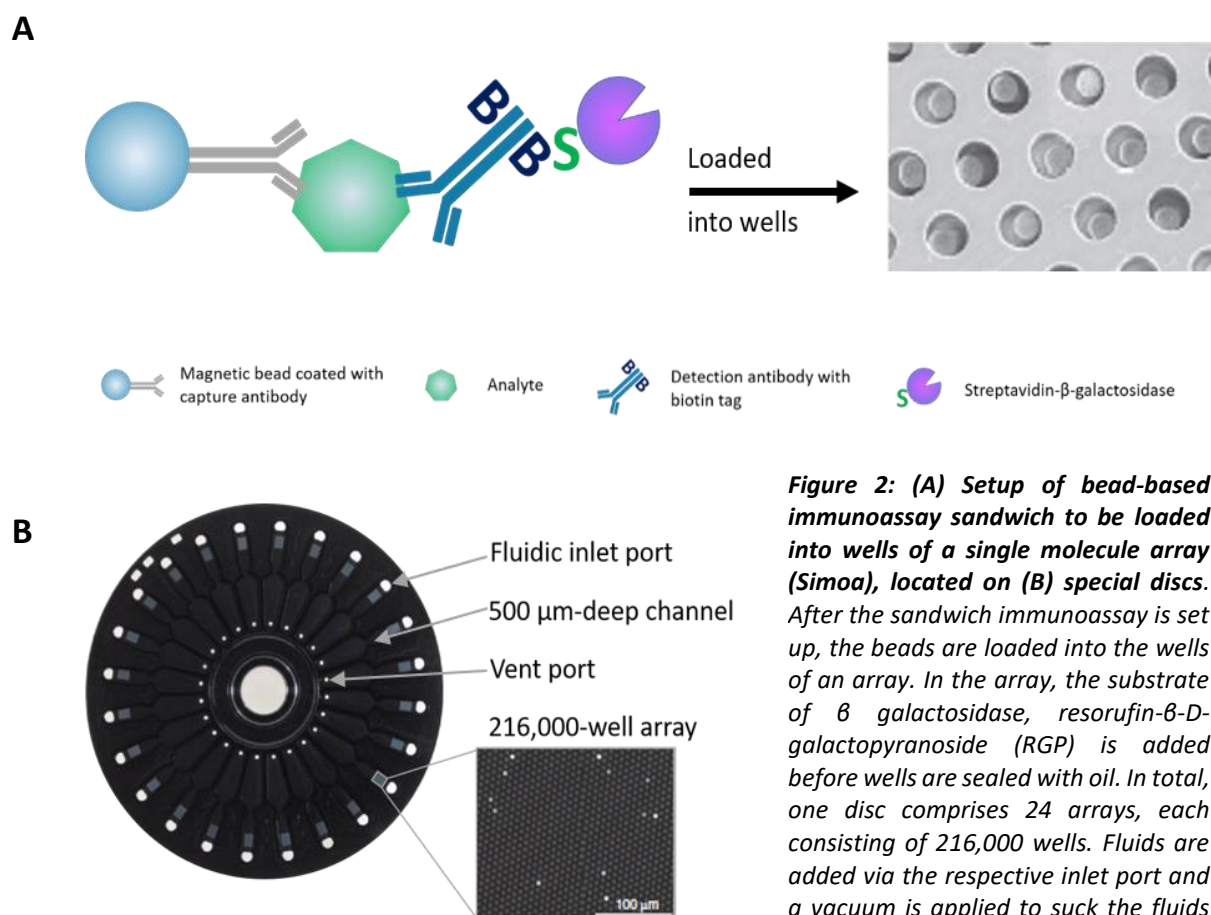 A
B
B
S
Loaded
into wells
Magnetic bead coated with
capture antibody
Analyte
B
B
Detection antibody with
biotin tag
S
Streptavidin-β-galactosidase
B
Fluidic inlet port
500 µm-deep channel
Vent port
216,000-well array
100 µm
Figure 2: (A) Setup of bead-based
immunoassay sandwich to be loaded
into wells of a single molecule array
(Simoa), located on (B) special discs.
After the sandwich immunoassay is set
up, the beads are loaded into the wells
of an array. In the array, the substrate
of β galactosidase, resorufin-β-D-
galactopyranoside (RGP) is added
before wells are sealed with oil. In total,
one disc comprises 24 arrays, each
consisting of 216,000 wells. Fluids are
added via the respective inlet port and
a vacuum is applied to suck the fluids